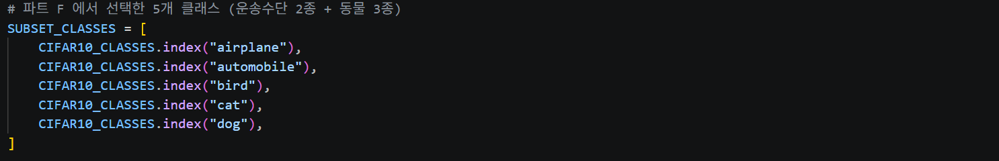 # 파트 F 에서 선택한 5개 클래스 (운송수단 2종 + 동물 3종)
SUBSET_CLASSES = [
    CIFAR10_CLASSES.index("airplane"),
    CIFAR10_CLASSES.index("automobile"),
    CIFAR10_CLASSES.index("bird"),
    CIFAR10_CLASSES.index("cat"),
    CIFAR10_CLASSES.index("dog"),
]